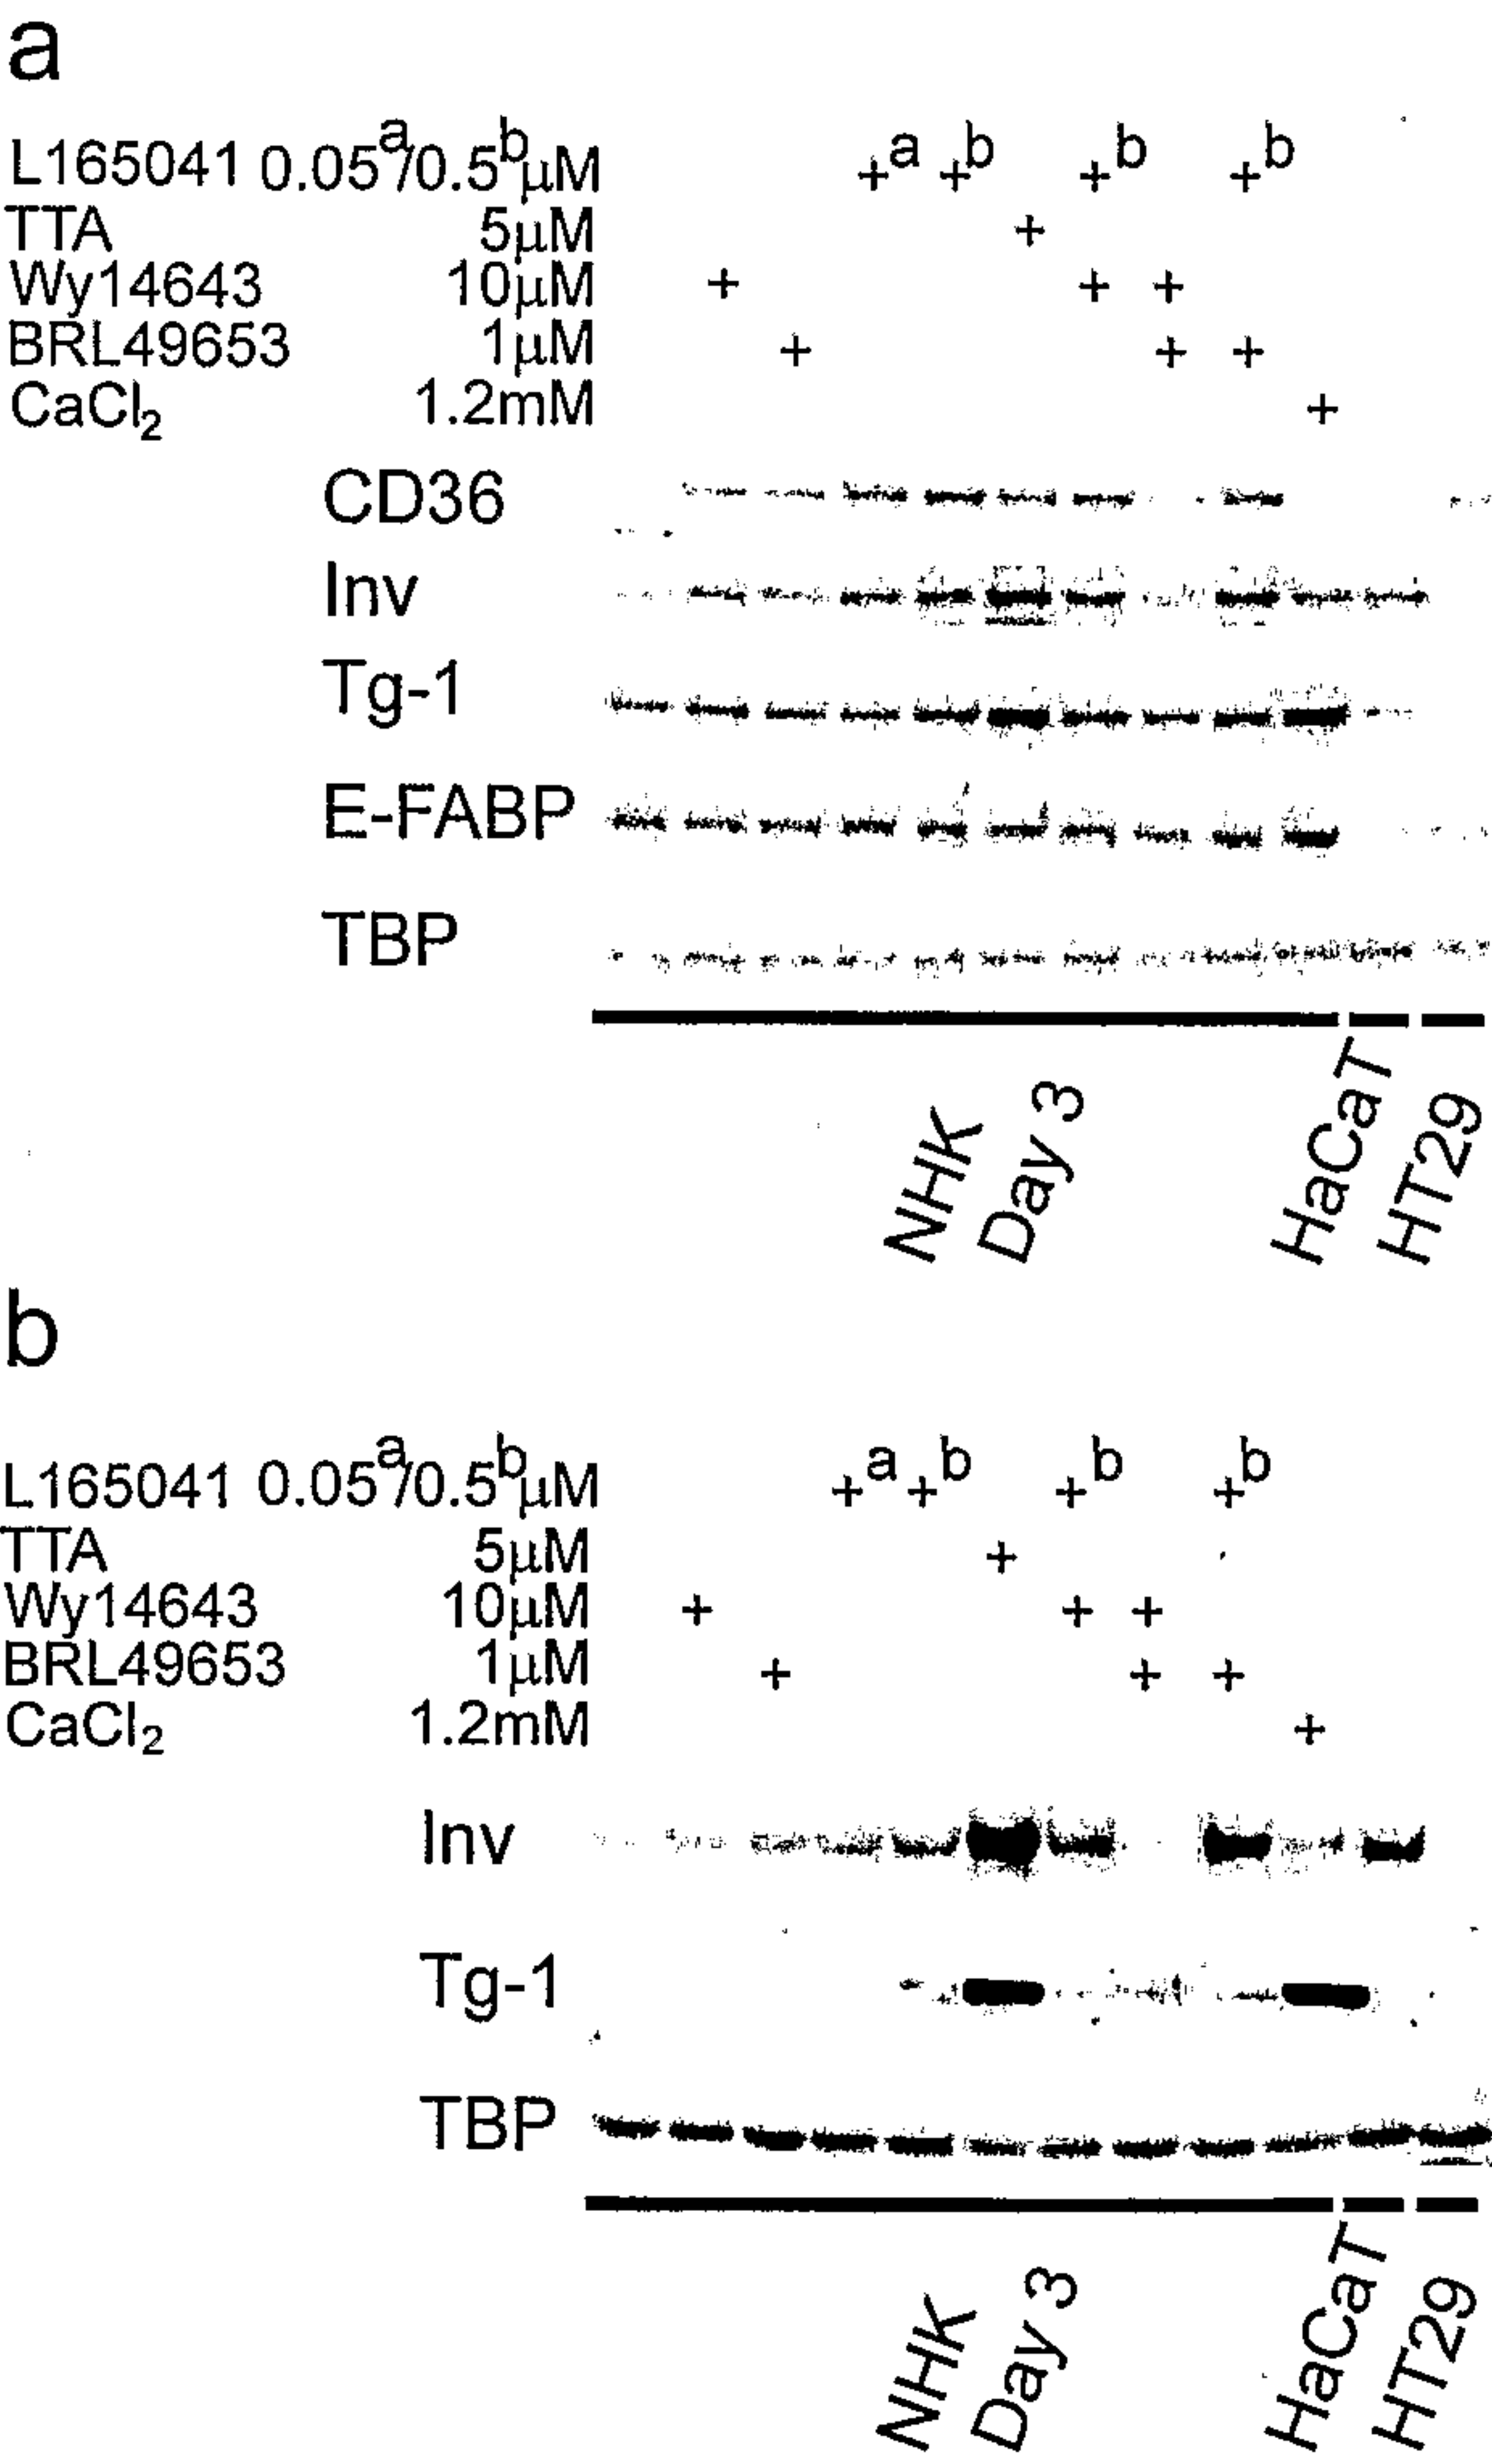 a
L165041 0.05a/0.5bμM +a +b +b +b
TTA 5μM +
Wy14643 10μM + + +
BRL49653 1μM + + +
CaCl2 1.2mM +
CD36
Inv
Tg-1
E-FABP
TBP
NHK
Day 3
HaCaT
HT29
b
L165041 0.05a/0.5bμM +a +b +b +b
TTA 5μM +
Wy14643 10μM + + +
BRL49653 1μM + + +
CaCl2 1.2mM +
Inv
Tg-1
TBP
NHK
Day 3
HaCaT
HT29